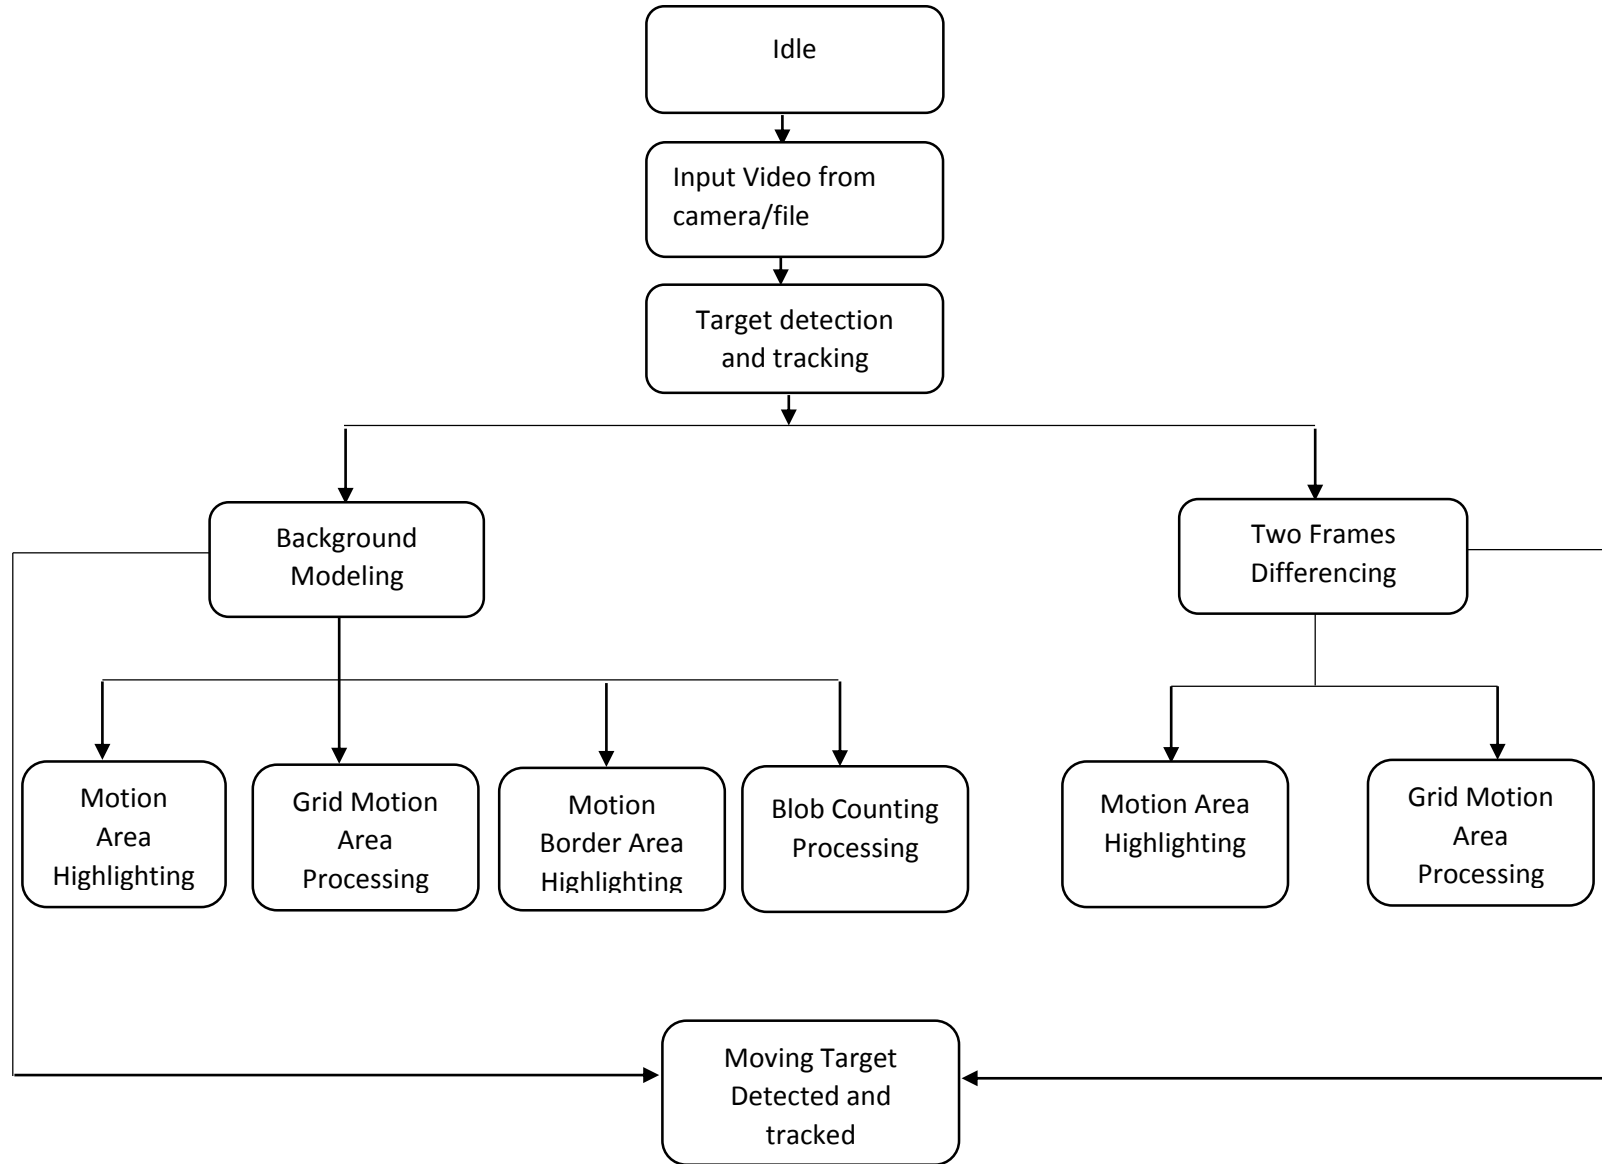 Idle
Input Video from
camera/file
Target detection
and tracking
Background
Modeling
Two Frames
Differencing
Motion
Area
Highlighting
Grid Motion
Area
Processing
Motion
Border Area
Highlighting
Blob Counting
Processing
Motion Area
Highlighting
Grid Motion
Area
Processing
Moving Target
Detected and
tracked